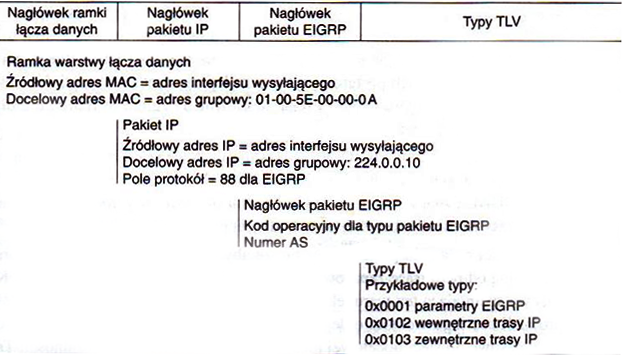 Nagłówek ramki łącza danych
Nagłówek pakietu IP
Nagłówek pakietu EIGRP
Typy TLV
Ramka warstwy łącza danych
Źródłowy adres MAC = adres interfejsu wysyłającego
Docelowy adres MAC = adres grupowy: 01-00-5E-00-00-0A
Pakiet IP
Źródłowy adres IP = adres interfejsu wysyłającego
Docelowy adres IP = adres grupowy: 224.0.0.10
Pole protokół = 88 dla EIGRP
Nagłówek pakietu EIGRP
Kod operacyjny dla typu pakietu EIGRP
Numer AS
Typy TLV
Przykładowe typy:
0x0001 parametry EIGRP
0x0102 wewnętrzne trasy IP
0x0103 zewnętrzne trasy IP